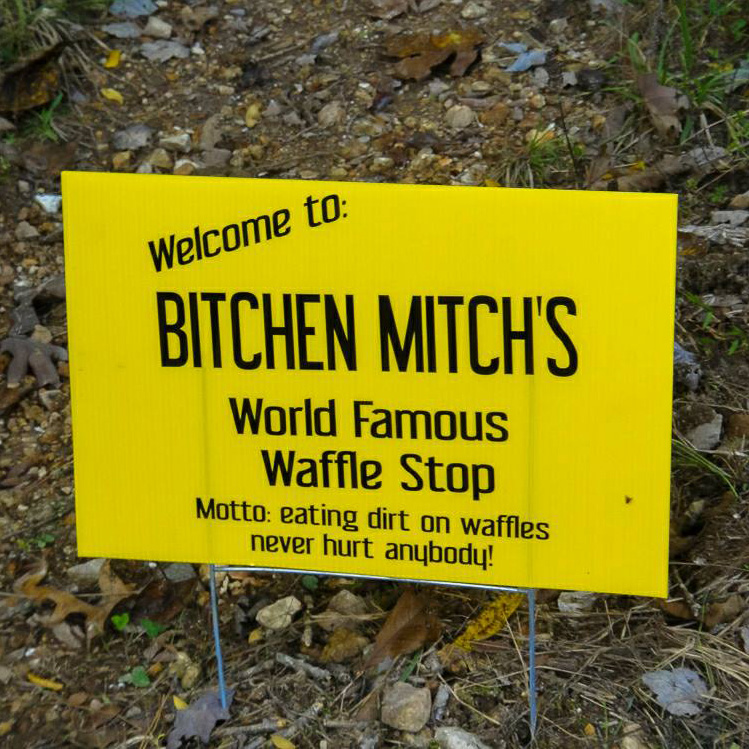 Welcome to:
BITCHEN MITCH'S
World Famous
Waffle Stop
Motto: eating dirt on waffles
never hurt anybody!